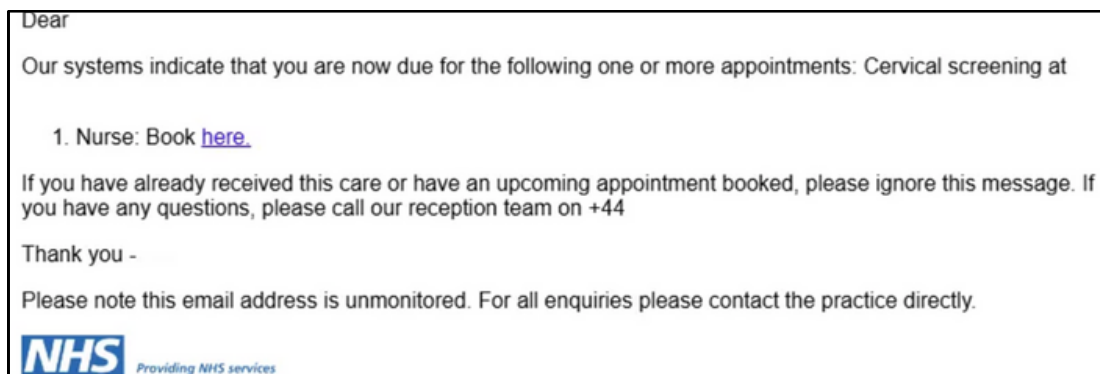 Dear
Our systems indicate that you are now due for the following one or more appointments: Cervical screening at
1. Nurse: Book here.
If you have already received this care or have an upcoming appointment booked, please ignore this message. If
you have any questions, please call our reception team on +44
Thank you -
Please note this email address is unmonitored. For all enquiries please contact the practice directly.
NHS Providing NHS services